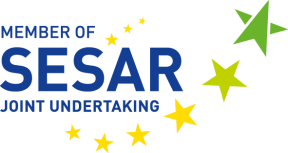 MEMBER OF
SESAR
JOINT UNDERTAKING